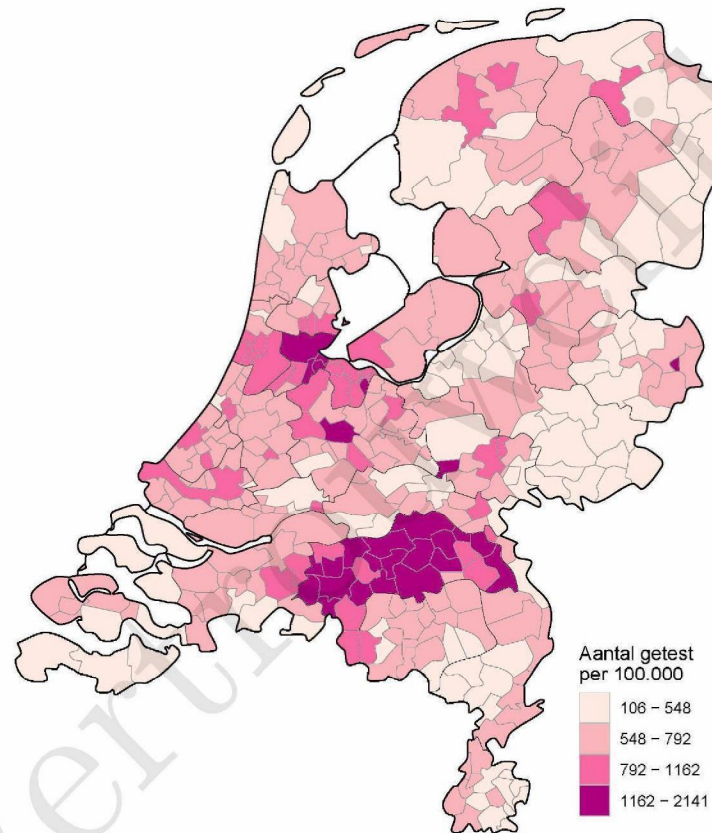 Aantal getest
per 100.000
106 – 548
548 – 792
792 – 1162
1162 – 2141